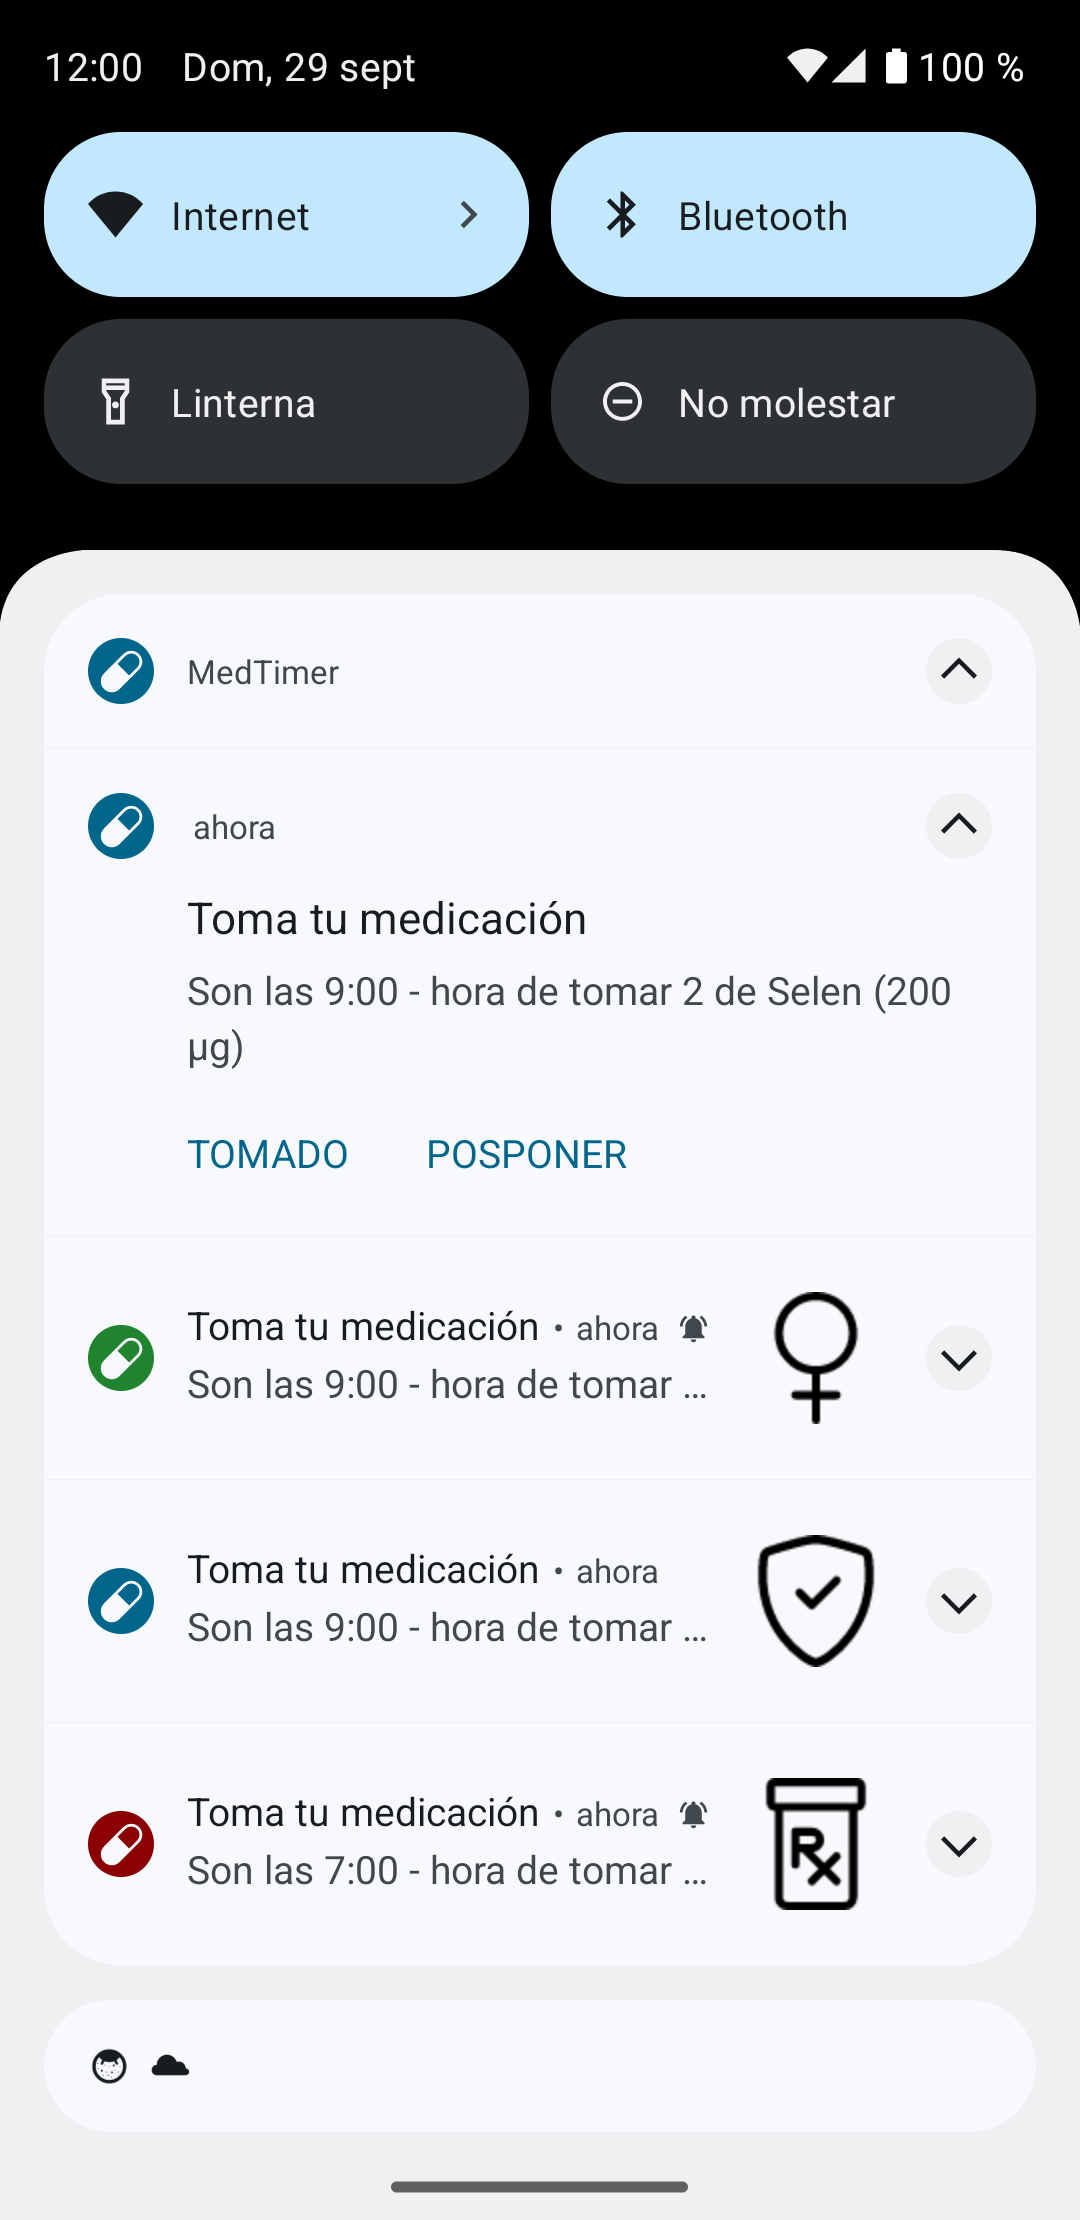 12:00 Dom, 29 sept 100 %
Internet
Bluetooth
Linterna
No molestar
MedTimer
ahora
Toma tu medicación
Son las 9:00 - hora de tomar 2 de Selen (200
µg)
TOMADO POSPONER
Toma tu medicación • ahora
Son las 9:00 - hora de tomar ...
Toma tu medicación • ahora
Son las 9:00 - hora de tomar ...
Toma tu medicación • ahora
Son las 7:00 - hora de tomar ...
Rx